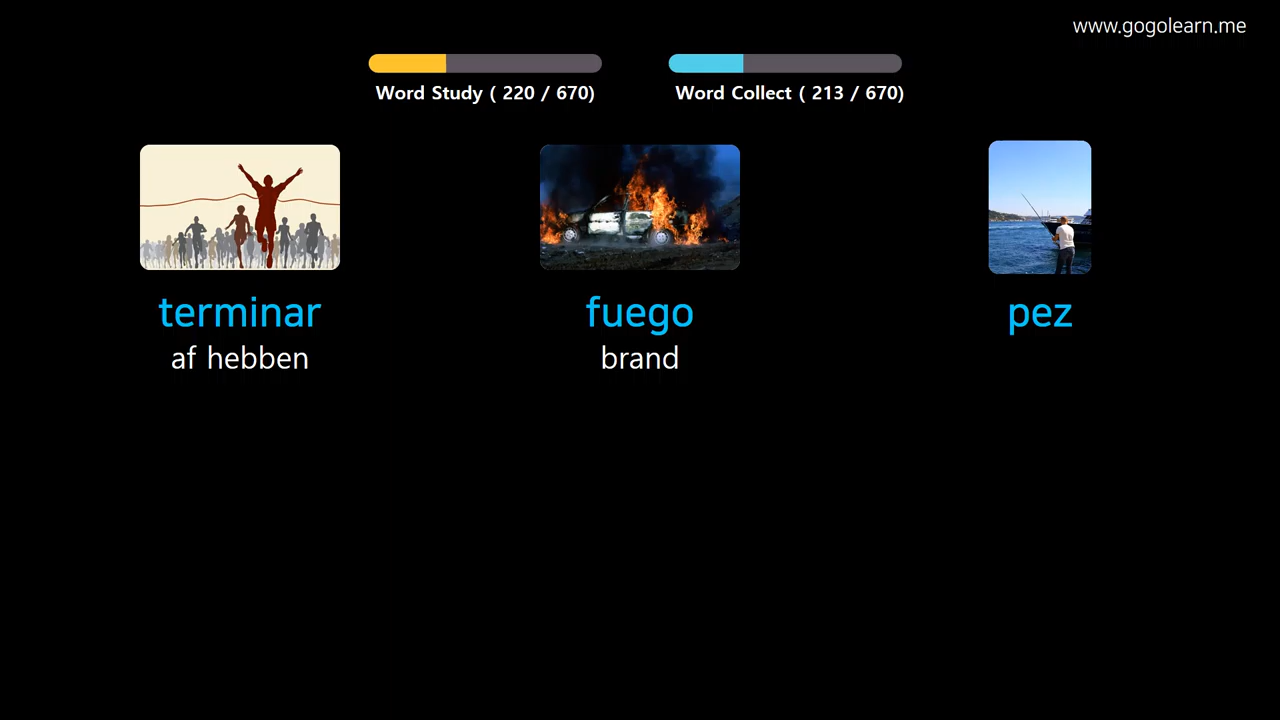 www.gogolearn.me
Word Study ( 220 / 670)
Word Collect ( 213 / 670)
terminar
af hebben
fuego
brand
pez